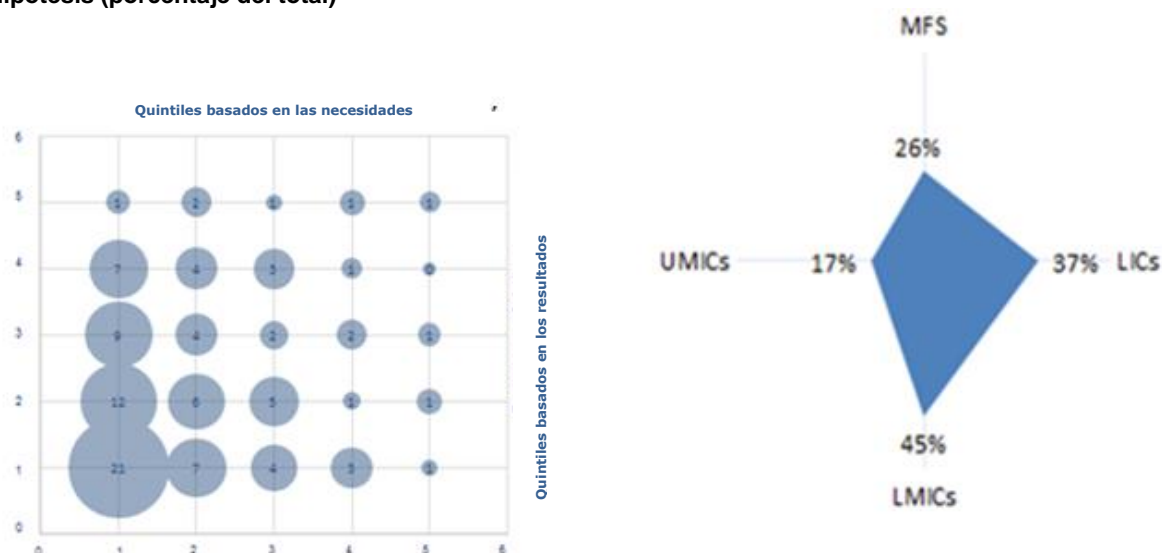 hipótesis (porcentaje del total)
Quintiles basados en las necesidades
6
5
1 2 1 1 1
4
7 4 3 1 0
3
9 4 2 2 1
2
12 6 5 1 1
1
21 7 4 3 1
0
0 1 2 3 4 5 6
Quintiles basados en los resultados
MFS
26%
UMICs 17% 37% LICs
45%
LMICs